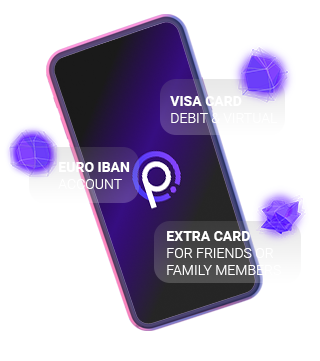 VISA CARD
DEBIT & VIRTUAL
EURO IBAN
ACCOUNT
EXTRA CARD
FOR FRIENDS OR
FAMILY MEMBERS